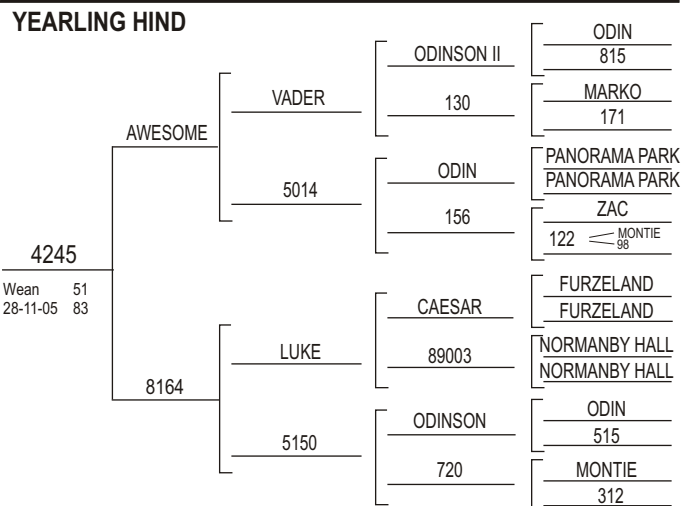 YEARLING HIND
4245
Wean 51
28-11-05 83
AWESOME
8164
VADER
5014
LUKE
5150
ODINSON II
130
ODIN
156
CAESAR
89003
ODINSON
720
ODIN
815
MARKO
171
PANORAMA PARK
PANORAMA PARK
ZAC
122 MONTIE
98
FURZELAND
FURZELAND
NORMANBY HALL
NORMANBY HALL
ODIN
515
MONTIE
312